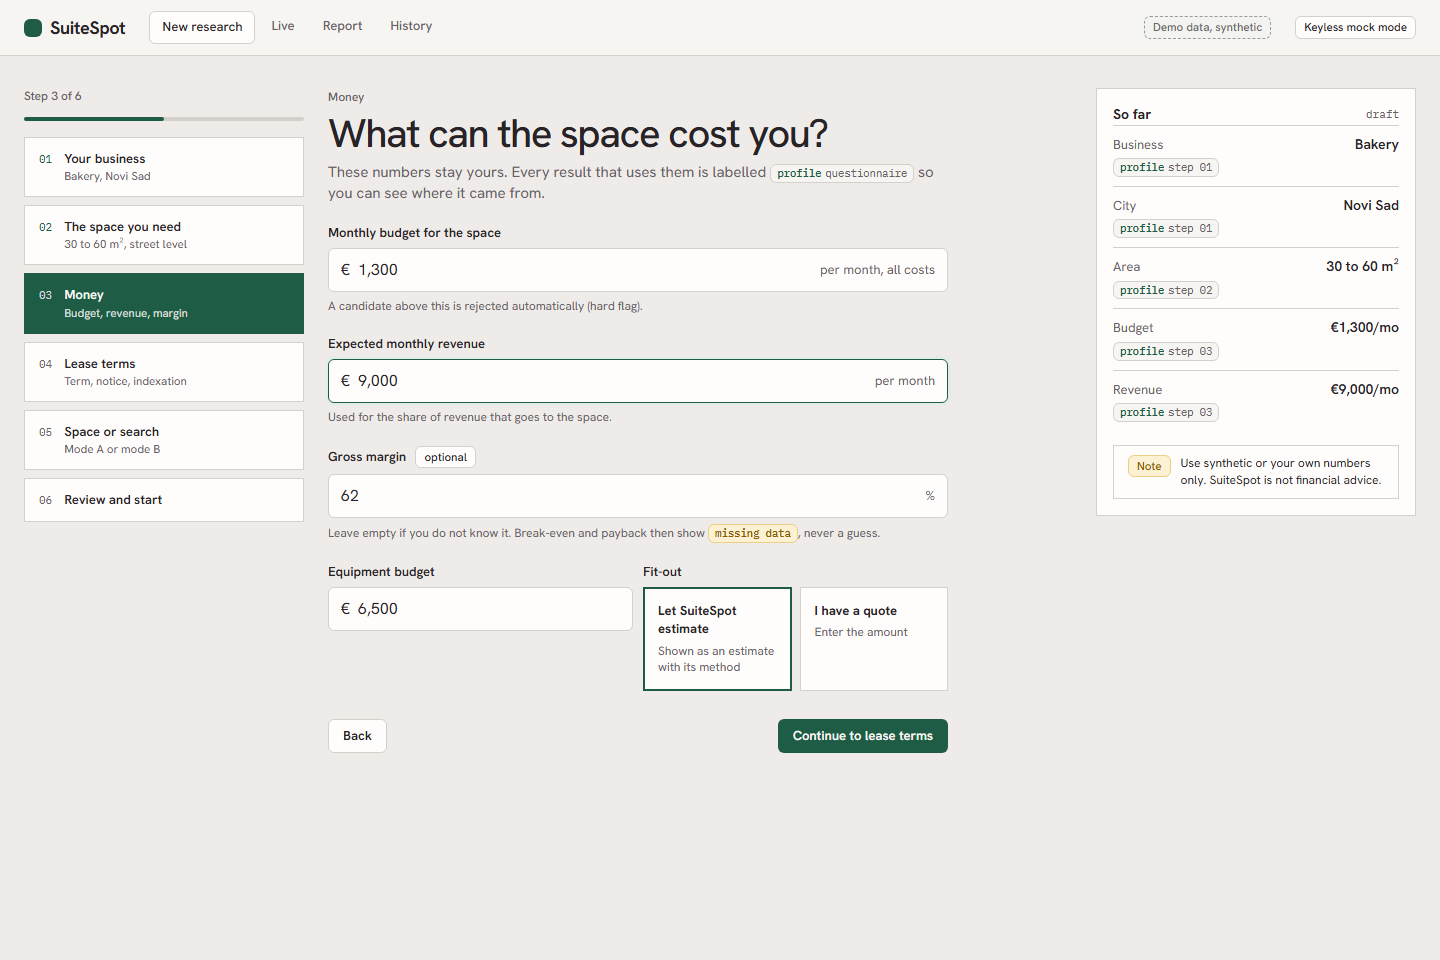 SuiteSpot
New research
Live
Report
History
Demo data, synthetic
Keyless mock mode
Step 3 of 6
01 Your business
Bakery, Novi Sad
02 The space you need
30 to 60 m², street level
03 Money
Budget, revenue, margin
04 Lease terms
Term, notice, indexation
05 Space or search
Mode A or mode B
06 Review and start
Money
What can the space cost you?
These numbers stay yours. Every result that uses them is labelled profile questionnaire so
you can see where it came from.
Monthly budget for the space
€ 1,300 per month, all costs
A candidate above this is rejected automatically (hard flag).
Expected monthly revenue
€ 9,000 per month
Used for the share of revenue that goes to the space.
Gross margin optional
62 %
Leave empty if you do not know it. Break-even and payback then show missing data, never a guess.
Equipment budget
€ 6,500
Fit-out
Let SuiteSpot
estimate
Shown as an estimate
with its method
I have a quote
Enter the amount
Back
Continue to lease terms
So far draft
Business Bakery
profile step 01
City Novi Sad
profile step 01
Area 30 to 60 m²
profile step 02
Budget €1,300/mo
profile step 03
Revenue €9,000/mo
profile step 03
Note
Use synthetic or your own numbers
only. SuiteSpot is not financial advice.